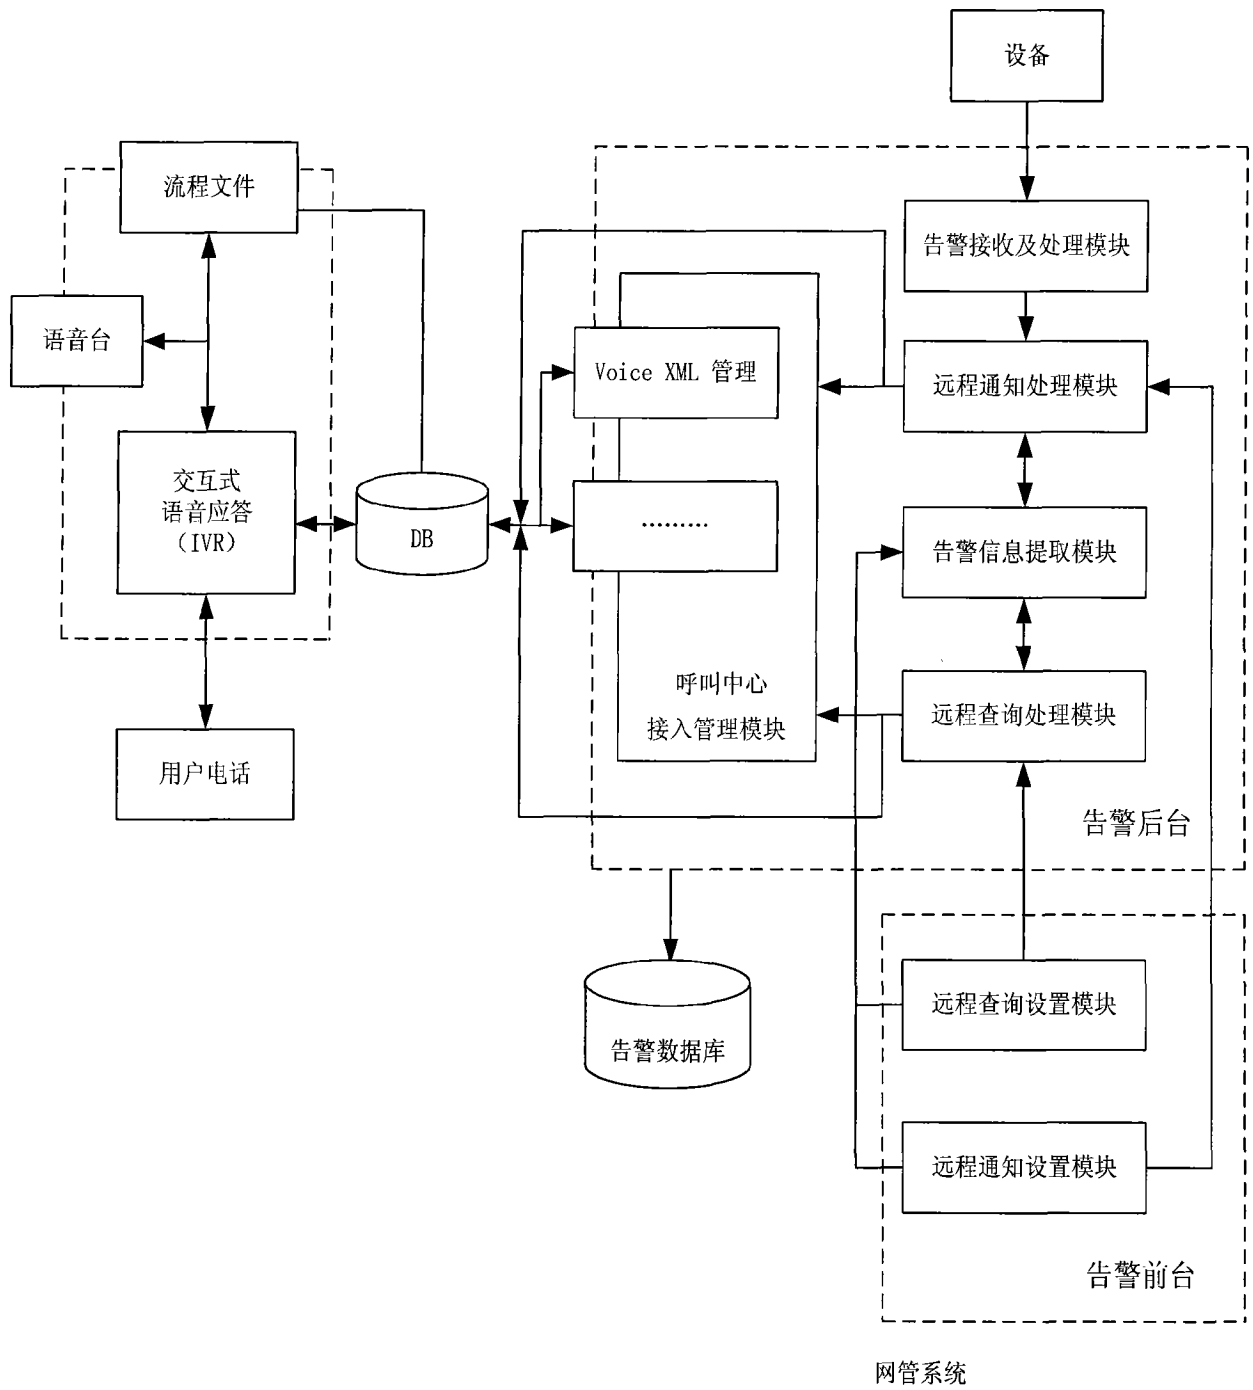 设备
流程文件
告警接收及处理模块
语音台
Voice XML 管理
远程通知处理模块
交互式
语音应答
(IVR)
DB
·········
告警信息提取模块
呼叫中心
接入管理模块
远程查询处理模块
用户电话
告警后台
远程查询设置模块
告警数据库
远程通知设置模块
告警前台
网管系统